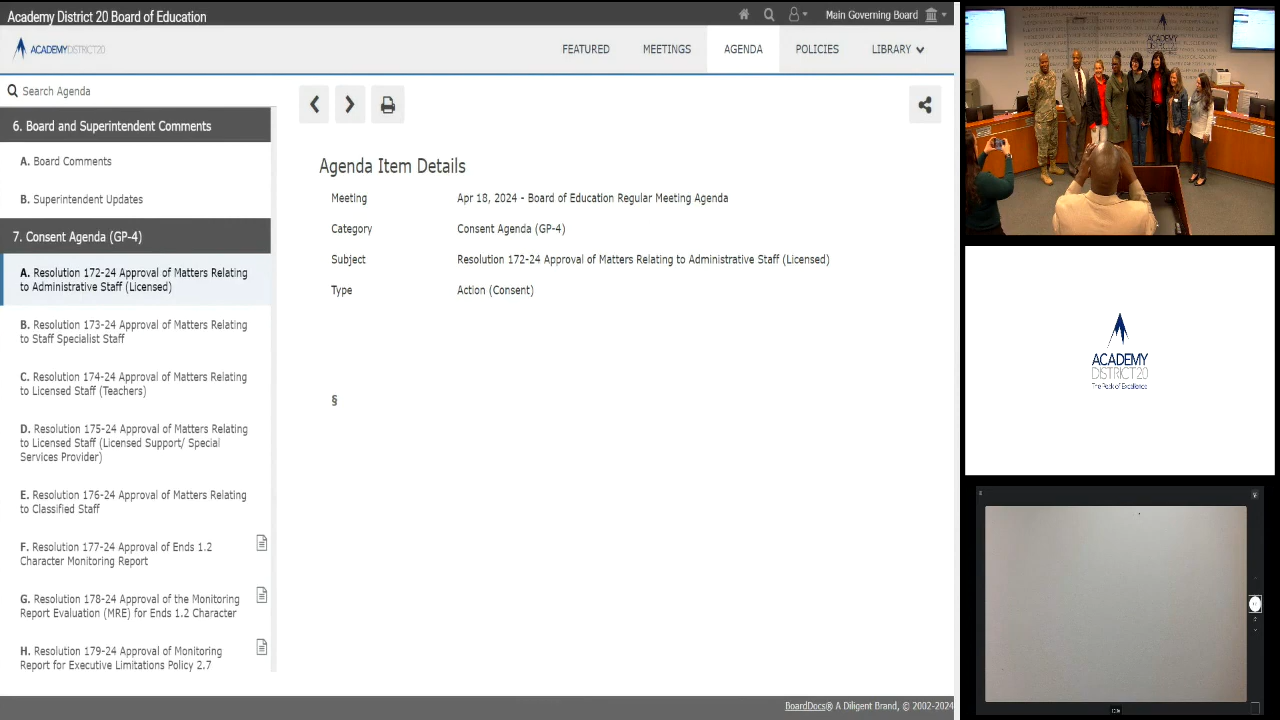 Academy District 20 Board of Education
Main Governing Board
ACADEMYDISTRICT20
FEATURED
MEETINGS
AGENDA
POLICIES
LIBRARY
Search Agenda
6. Board and Superintendent Comments
A. Board Comments
B. Superintendent Updates
7. Consent Agenda (GP-4)
A. Resolution 172-24 Approval of Matters Relating
to Administrative Staff (Licensed)
B. Resolution 173-24 Approval of Matters Relating
to Staff Specialist Staff
C. Resolution 174-24 Approval of Matters Relating
to Licensed Staff (Teachers)
D. Resolution 175-24 Approval of Matters Relating
to Licensed Staff (Licensed Support/ Special
Services Provider)
E. Resolution 176-24 Approval of Matters Relating
to Classified Staff
F. Resolution 177-24 Approval of Ends 1.2
Character Monitoring Report
G. Resolution 178-24 Approval of the Monitoring
Report Evaluation (MRE) for Ends 1.2 Character
H. Resolution 179-24 Approval of Monitoring
Report for Executive Limitations Policy 2.7
Agenda Item Details
Meeting
Apr 18, 2024 - Board of Education Regular Meeting Agenda
Category
Consent Agenda (GP-4)
Subject
Resolution 172-24 Approval of Matters Relating to Administrative Staff (Licensed)
Type
Action (Consent)
§
BoardDocs® A Diligent Brand, © 2002-2024
ACADEMY
DISTRICT20
The Peak of Excellence